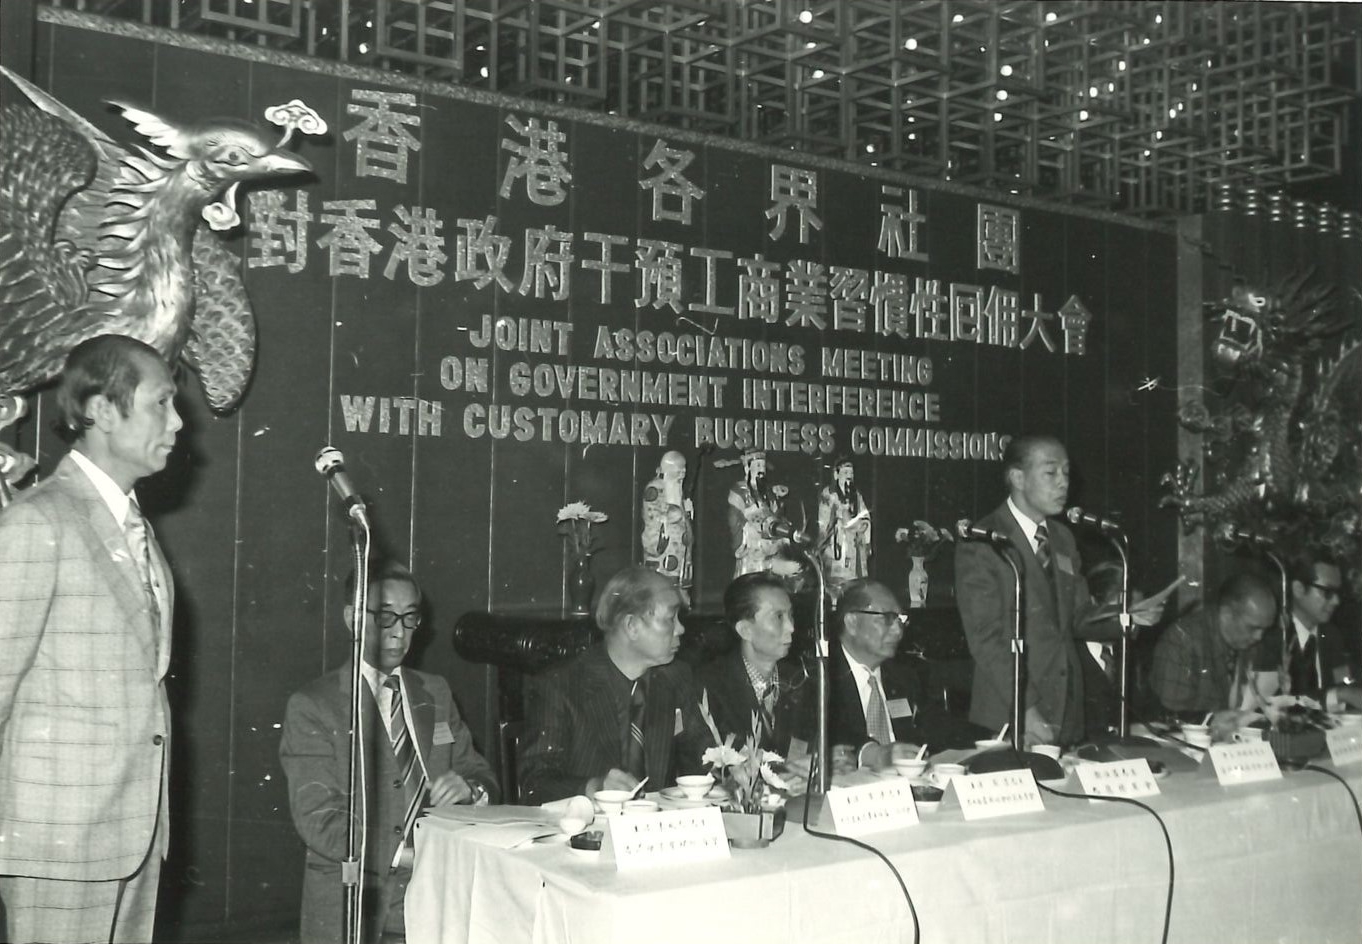 香港各界社團
對香港政府干預工商業習慣性回佣大會
JOINT ASSOCIATIONS MEETING
ON GOVERNMENT INTERFERENCE
WITH CUSTOMARY BUSINESS COMMISSIONS